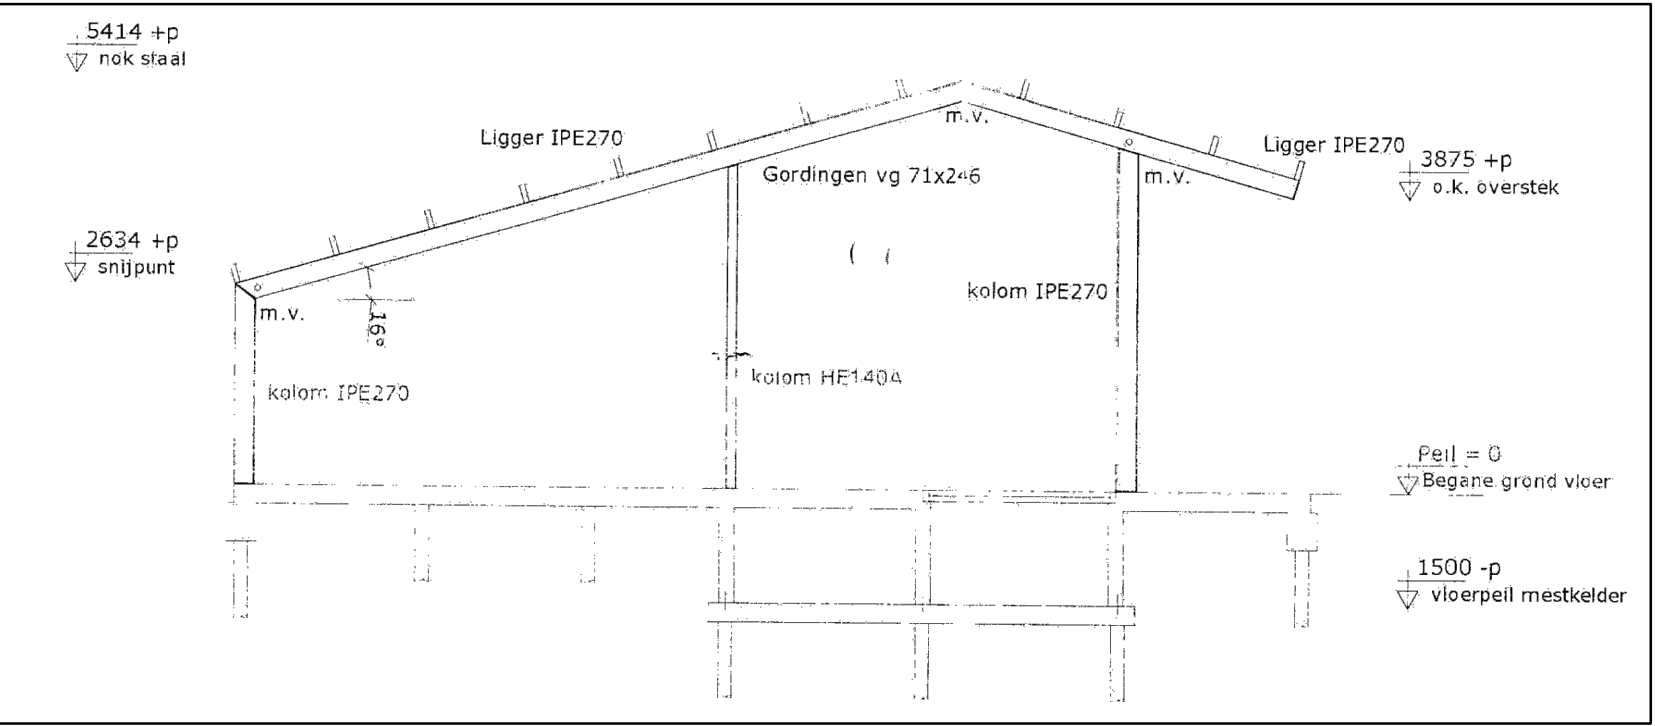 5414 +p
nok staal
Ligger IPE270
m.v.
Ligger IPE270
3875 +p
o.k. overstek
Gordingen vg 71x246
m.v.
2634 +p
snijpunt
m.v.
16°
kolom IPE270
kolom HE140A
kolom IPE270
Peil = 0
Begane grond vloer
1500 -p
vloerpeil mestkelder